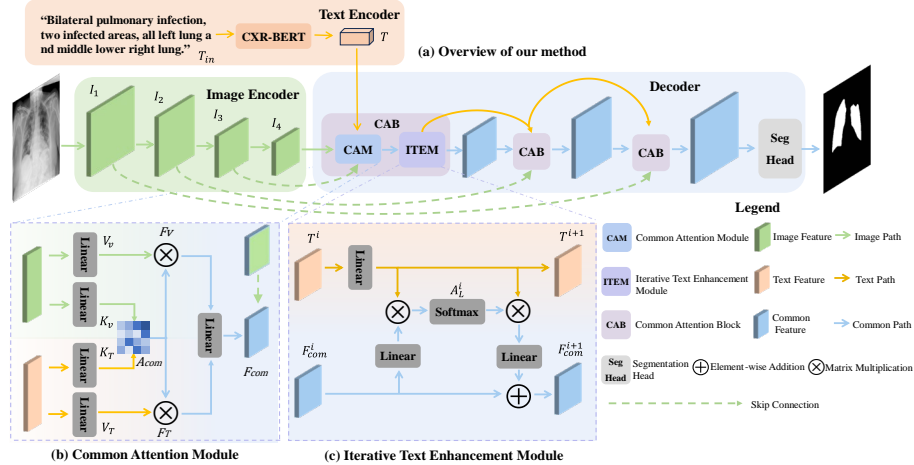 Text Encoder
“Bilateral pulmonary infection,
two infected areas, all left lung a
nd middle lower right lung.”
T_in
CXR-BERT
T
(a) Overview of our method
I_1
I_2
I_3
I_4
Image Encoder
Decoder
CAB
CAM
ITEM
CAB
CAB
Seg
Head
Legend
CAM
Common Attention Module
Image Feature
Image Path
ITEM
Iterative Text Enhancement
Module
Text Feature
Text Path
CAB
Common Attention Block
Common
Feature
Common Path
Seg
Head
Segmentation
Head
Element-wise Addition
Matrix Multiplication
Skip Connection
Linear
V_v
F_V
Linear
K_v
K_T
A_com
Linear
Linear
F_com
Linear
V_T
F_T
(b) Common Attention Module
T^i
Linear
T^{i+1}
A_L^i
Softmax
F_com^i
Linear
Linear
F_com^{i+1}
(c) Iterative Text Enhancement Module